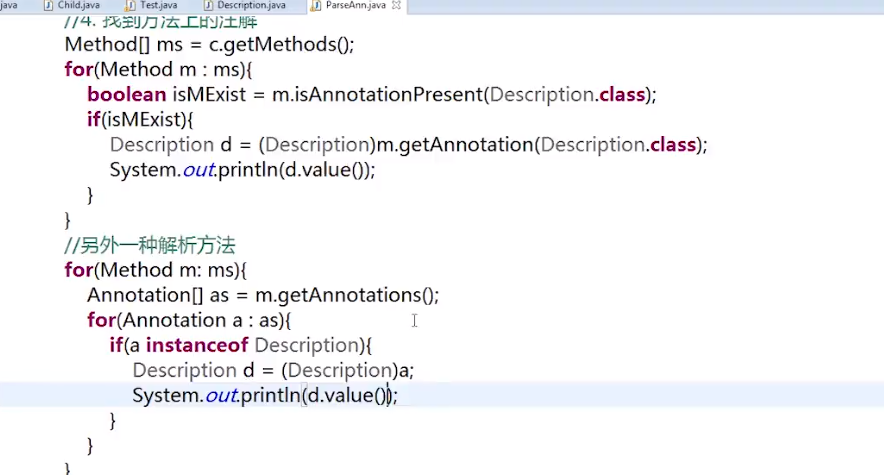 java Child.java Test.java Description.java ParseAnn.java
//4. 找到方法上的注解
Method[] ms = c.getMethods();
for(Method m : ms){
boolean isMExist = m.isAnnotationPresent(Description.class);
if(isMExist){
Description d = (Description)m.getAnnotation(Description.class);
System.out.println(d.value());
}
}
//另外一种解析方法
for(Method m: ms){
Annotation[] as = m.getAnnotations();
for(Annotation a : as){
if(a instanceof Description){
Description d = (Description)a;
System.out.println(d.value());
}
}
}